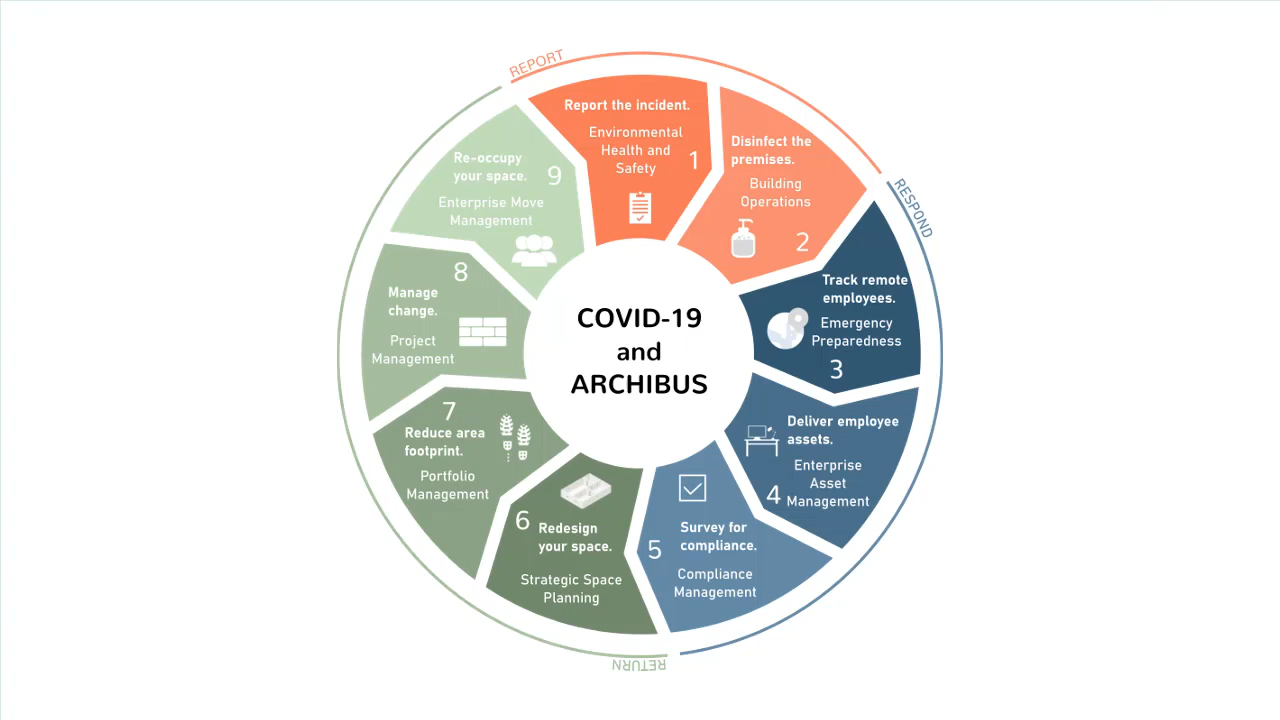 REPORT
Report the incident.
Environmental
Health and
Safety
1
Disinfect the
premises.
Building
Operations
2
RESPOND
Track remote
employees.
Emergency
Preparedness
3
Deliver employee
assets.
Enterprise
Asset
Management
4
Survey for
compliance.
5
Compliance
Management
RETURN
6
Redesign
your space.
Strategic Space
Planning
7
Reduce area
footprint.
Portfolio
Management
8
Manage
change.
Project
Management
Re-occupy
your space.
9
Enterprise Move
Management
COVID-19
and
ARCHIBUS